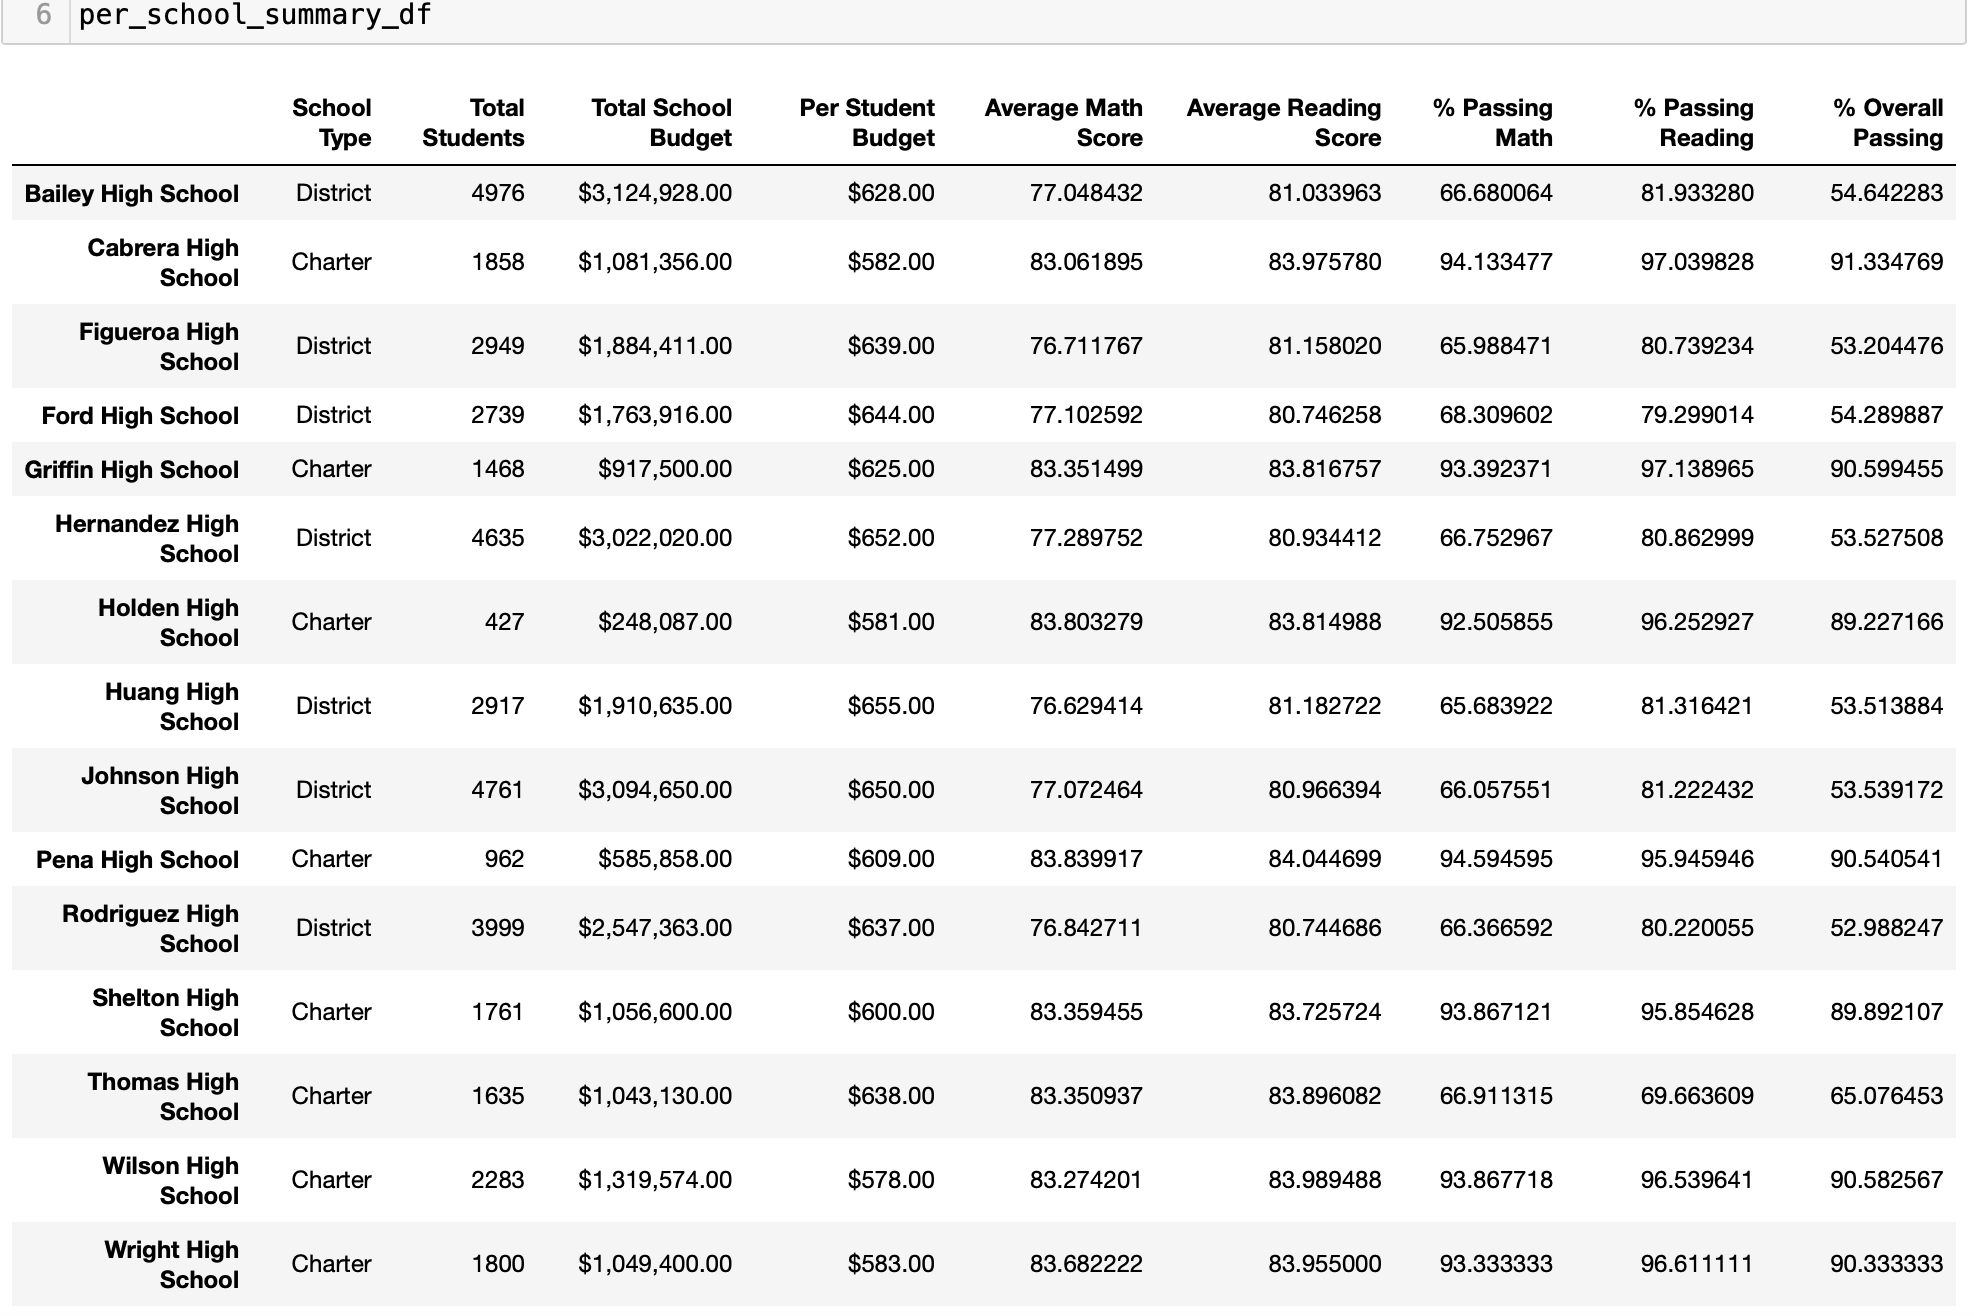 6 per_school_summary_df
School Type Total Students Total School Budget Per Student Budget Average Math Score Average Reading Score % Passing Math % Passing Reading % Overall Passing
Bailey High School District 4976 $3,124,928.00 $628.00 77.048432 81.033963 66.680064 81.933280 54.642283
Cabrera High School Charter 1858 $1,081,356.00 $582.00 83.061895 83.975780 94.133477 97.039828 91.334769
Figueroa High School District 2949 $1,884,411.00 $639.00 76.711767 81.158020 65.988471 80.739234 53.204476
Ford High School District 2739 $1,763,916.00 $644.00 77.102592 80.746258 68.309602 79.299014 54.289887
Griffin High School Charter 1468 $917,500.00 $625.00 83.351499 83.816757 93.392371 97.138965 90.599455
Hernandez High School District 4635 $3,022,020.00 $652.00 77.289752 80.934412 66.752967 80.862999 53.527508
Holden High School Charter 427 $248,087.00 $581.00 83.803279 83.814988 92.505855 96.252927 89.227166
Huang High School District 2917 $1,910,635.00 $655.00 76.629414 81.182722 65.683922 81.316421 53.513884
Johnson High School District 4761 $3,094,650.00 $650.00 77.072464 80.966394 66.057551 81.222432 53.539172
Pena High School Charter 962 $585,858.00 $609.00 83.839917 84.044699 94.594595 95.945946 90.540541
Rodriguez High School District 3999 $2,547,363.00 $637.00 76.842711 80.744686 66.366592 80.220055 52.988247
Shelton High School Charter 1761 $1,056,600.00 $600.00 83.359455 83.725724 93.867121 95.854628 89.892107
Thomas High School Charter 1635 $1,043,130.00 $638.00 83.350937 83.896082 66.911315 69.663609 65.076453
Wilson High School Charter 2283 $1,319,574.00 $578.00 83.274201 83.989488 93.867718 96.539641 90.582567
Wright High School Charter 1800 $1,049,400.00 $583.00 83.682222 83.955000 93.333333 96.611111 90.333333